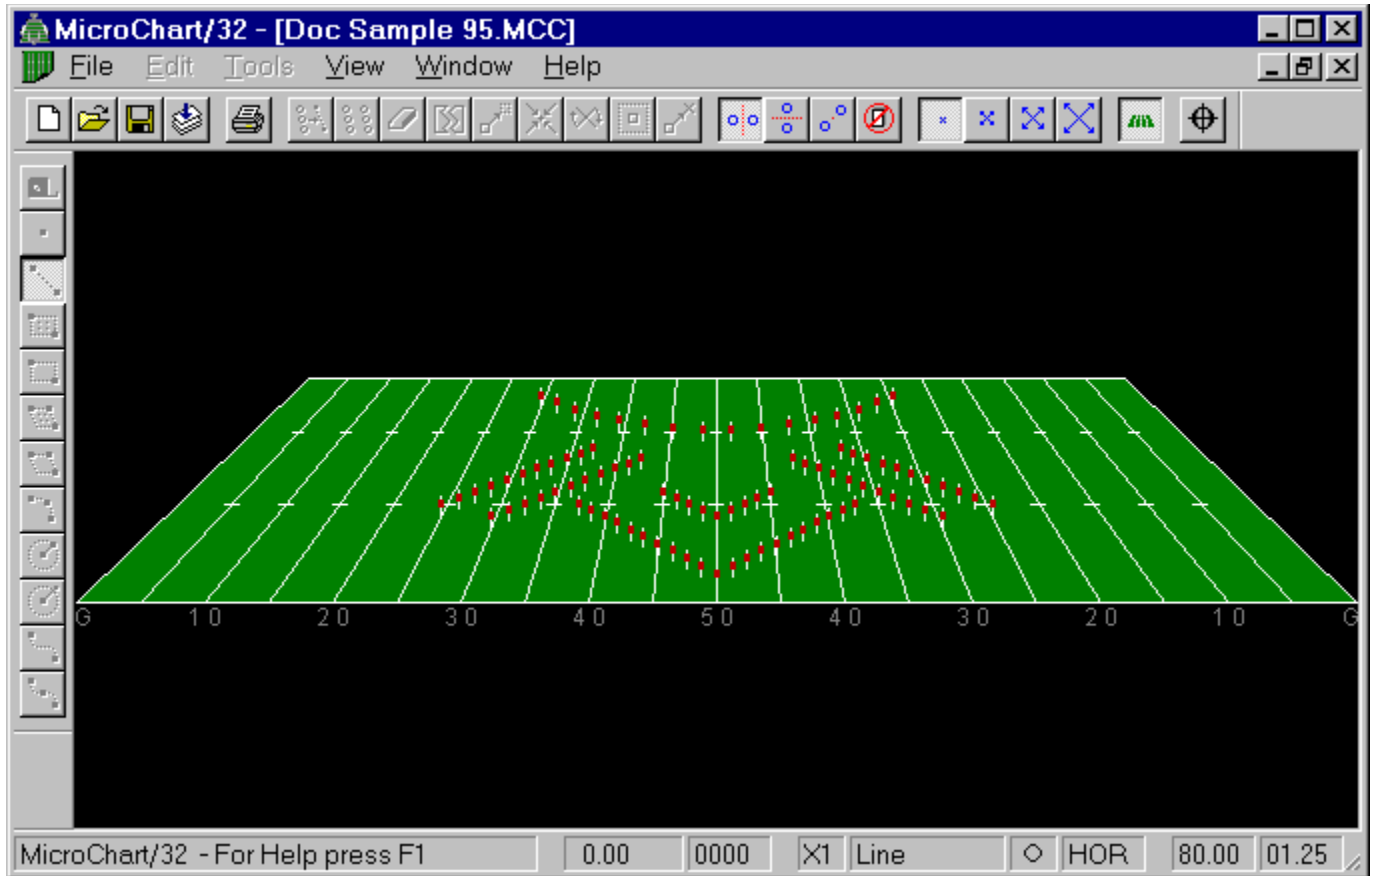 MicroChart/32 - [Doc Sample 95.MCC]
File Edit Tools View Window Help
G 10 20 30 40 50 40 30 20 10 G
MicroChart/32 - For Help press F1 0.00 0000 X1 Line HOR 80.00 01.25